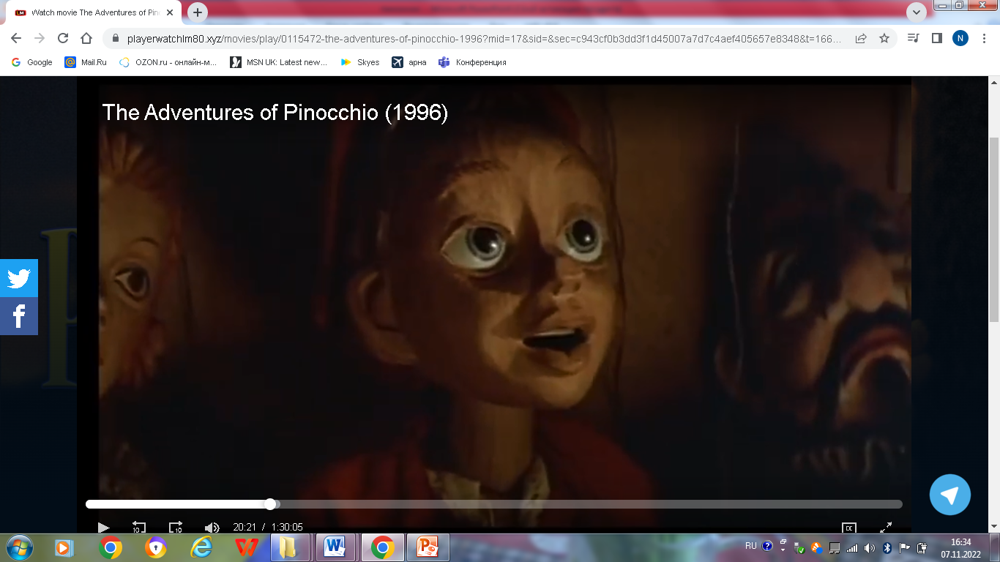 Watch movie The Adventures of Pin
playerwatchlm80.xyz/movies/play/0115472-the-adventures-of-pinocchio-1996?mid=17&sid=&sec=c943cf0b3dd3f1d45007a7d7c4aef405657e8348&t=166...
N
Google
Mail.Ru
OZON.ru - онлайн-м...
MSN UK: Latest new...
Skyes
арна
Конференция
The Adventures of Pinocchio (1996)
10
10
20:21 / 1:30:05
RU
16:34
07.11.2022